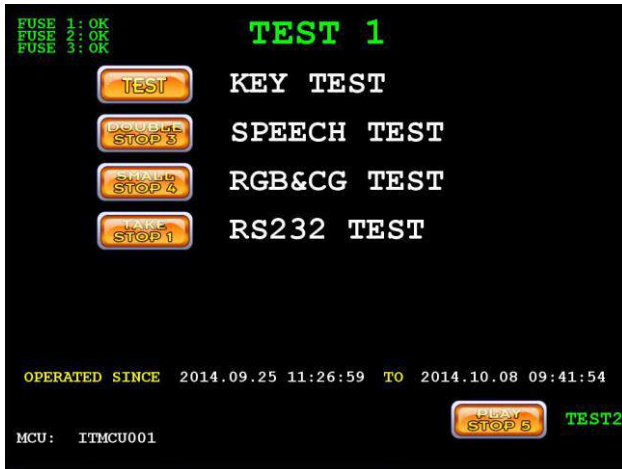 FUSE 1:OK
FUSE 2:OK
FUSE 3:OK
TEST 1
TEST KEY TEST
DOUBLE STOP 3 SPEECH TEST
SMALL STOP 4 RGB&CG TEST
TAKE STOP 1 RS232 TEST
OPERATED SINCE 2014.09.25 11:26:59 TO 2014.10.08 09:41:54
PLAY STOP 5 TEST2
MCU: ITMCU001